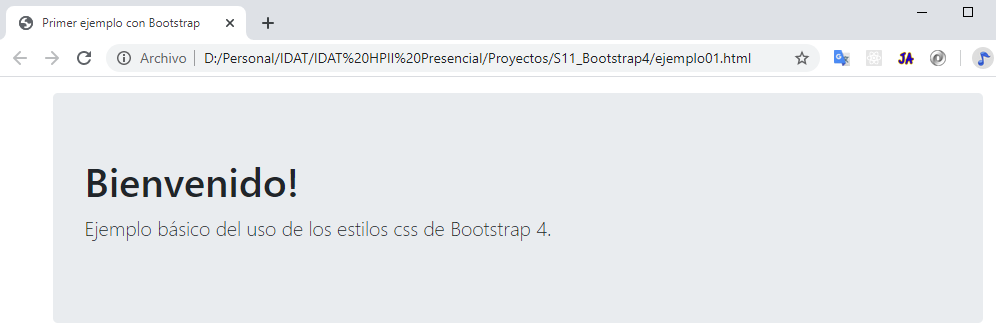 Primer ejemplo con Bootstrap
Archivo | D:/Personal/IDAT/IDAT%20HPII%20Presencial/Proyectos/S11_Bootstrap4/ejemplo01.html
JA
Bienvenido!
Ejemplo básico del uso de los estilos css de Bootstrap 4.